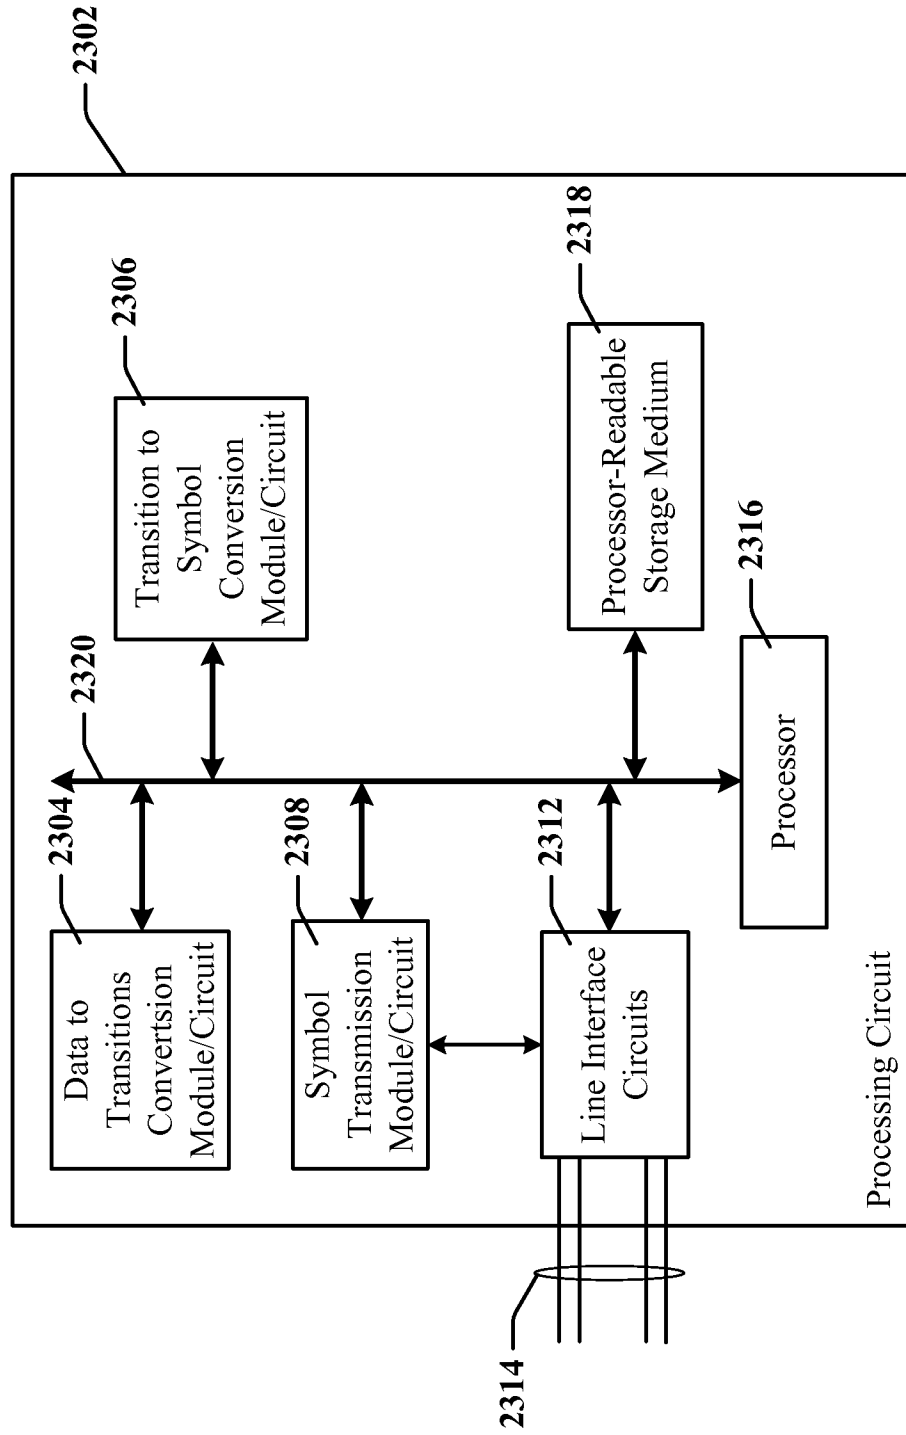 2302
2304
Data to
Transitions
Convertsion
Module/Circuit
2320
2306
Transition to
Symbol
Conversion
Module/Circuit
2308
Symbol
Transmission
Module/Circuit
2312
Line Interface
Circuits
2314
2318
Processor-Readable
Storage Medium
2316
Processor
Processing Circuit